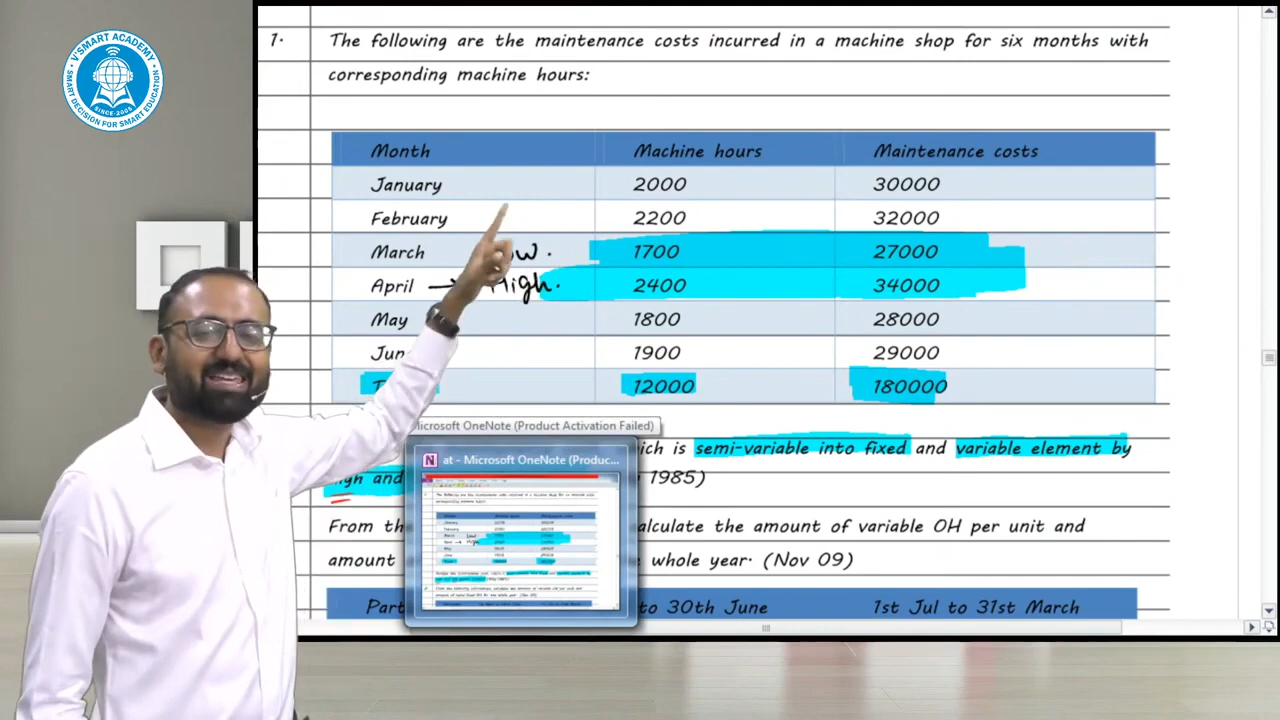 V'SMART ACADEMY
SMART DECISION FOR SMART EDUCATION
SINCE-2005
1. The following are the maintenance costs incurred in a machine shop for six months with
corresponding machine hours:
Month Machine hours Maintenance costs
January 2000 30000
February 2200 32000
March 1700 27000
April → High. 2400 34000
May 1800 28000
Jun 1900 29000
12000 180000
Microsoft OneNote (Product Activation Failed)
at - Microsoft OneNote (Produc...
is semi-variable into fixed and variable element by
and 1985)
From the calculate the amount of variable OH per unit and
amount whole year. (Nov 09)
Part to 30th June 1st Jul to 31st March